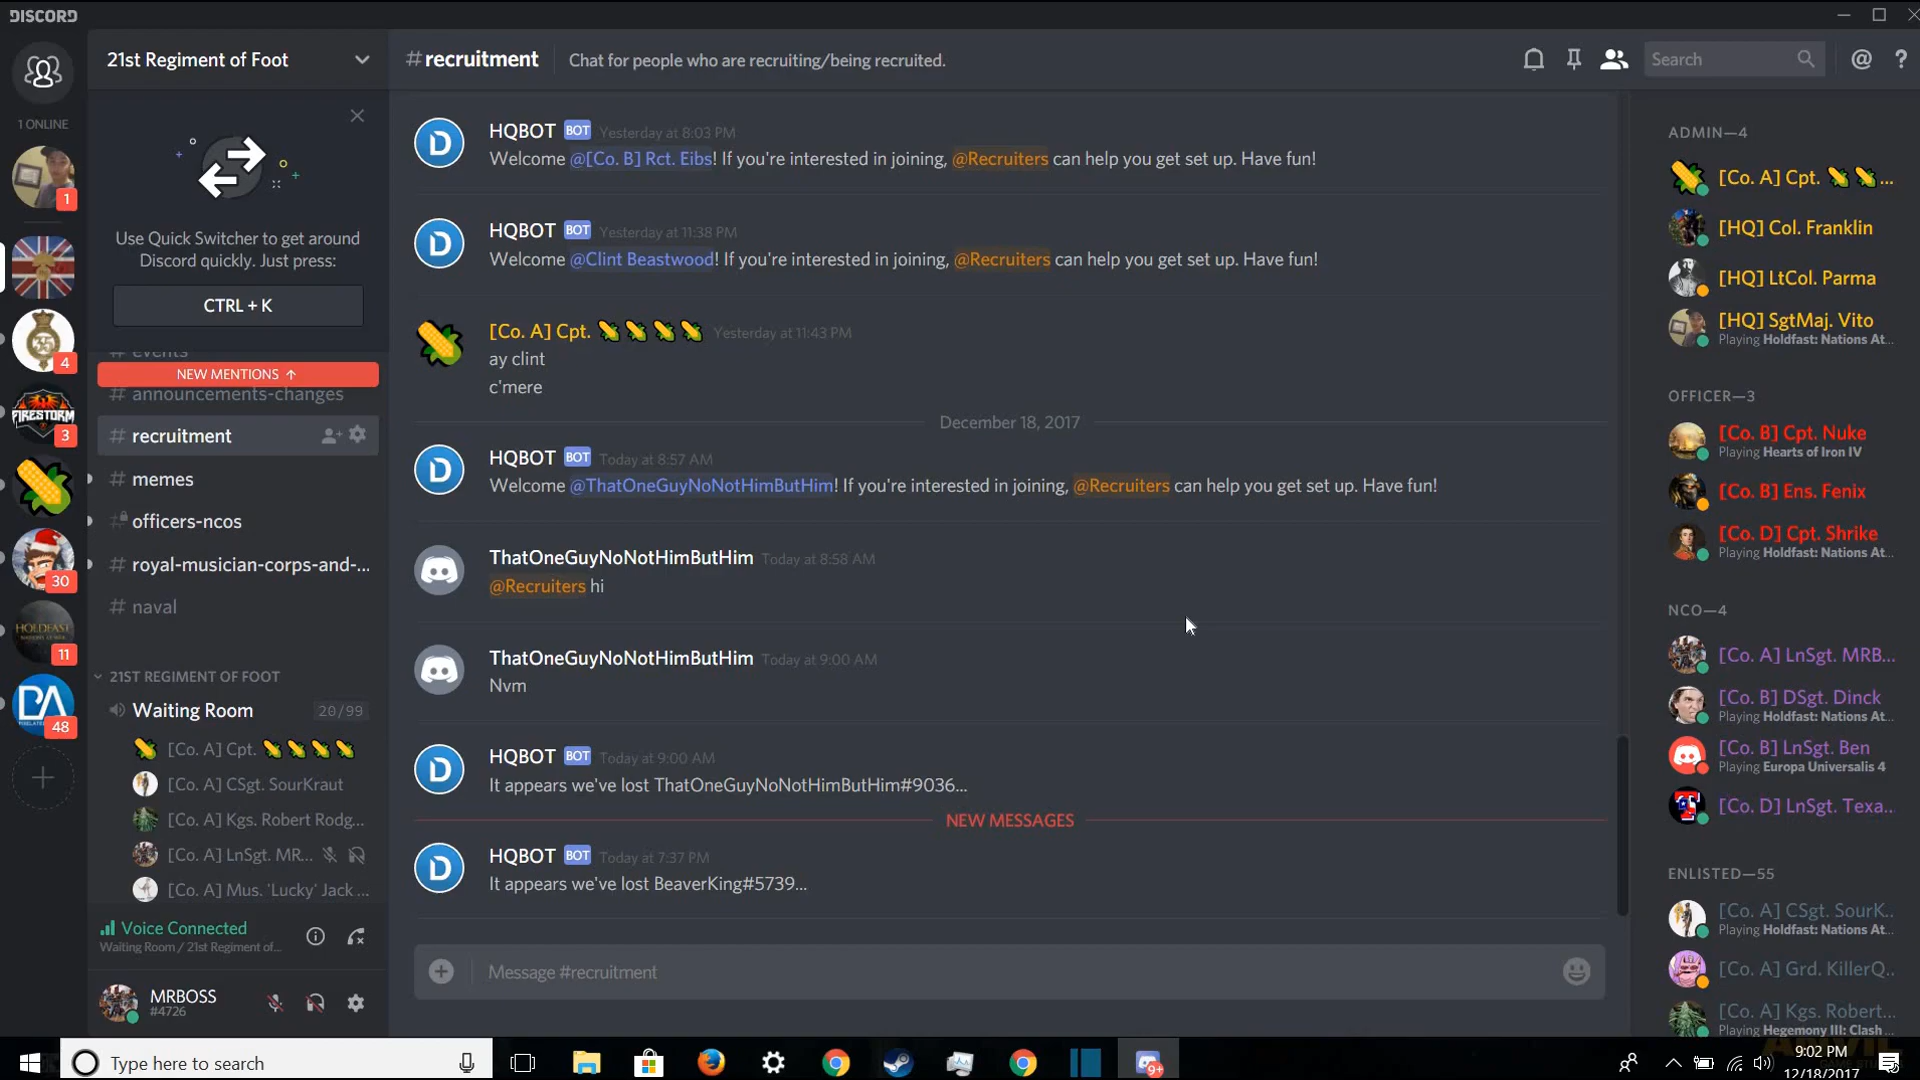 DISCORD
21st Regiment of Foot
#recruitment
Chat for people who are recruiting/being recruited.
Search
1 ONLINE
1
4
FIRESTORM
3
30
HOLDFAST
11
DA
48
Use Quick Switcher to get around
Discord quickly. Just press:
CTRL + K
events
NEW MENTIONS ↑
# announcements-changes
# recruitment
# memes
# officers-ncos
# royal-musician-corps-and-...
# naval
21ST REGIMENT OF FOOT
Waiting Room 20/99
[Co. A] Cpt. 🌽🌽🌽🌽
[Co. A] CSgt. SourKraut
[Co. A] Kgs. Robert Rodg...
[Co. A] LnSgt. MR...
[Co. A] Mus. 'Lucky' Jack ...
Voice Connected
Waiting Room / 21st Regiment of...
MRBOSS
#4726
HQBOT BOT Yesterday at 8:03 PM
Welcome @[Co. B] Rct. Eibs! If you're interested in joining, @Recruiters can help you get set up. Have fun!
HQBOT BOT Yesterday at 11:38 PM
Welcome @Clint Beastwood! If you're interested in joining, @Recruiters can help you get set up. Have fun!
[Co. A] Cpt. 🌽🌽🌽🌽 Yesterday at 11:43 PM
ay clint
c'mere
December 18, 2017
HQBOT BOT Today at 8:57 AM
Welcome @ThatOneGuyNoNotHimButHim! If you're interested in joining, @Recruiters can help you get set up. Have fun!
ThatOneGuyNoNotHimButHim Today at 8:58 AM
@Recruiters hi
ThatOneGuyNoNotHimButHim Today at 9:00 AM
Nvm
HQBOT BOT Today at 9:00 AM
It appears we've lost ThatOneGuyNoNotHimButHim#9036...
NEW MESSAGES
HQBOT BOT Today at 7:37 PM
It appears we've lost BeaverKing#5739...
Message #recruitment
ADMIN—4
[Co. A] Cpt. 🌽🌽...
[HQ] Col. Franklin
[HQ] LtCol. Parma
[HQ] SgtMaj. Vito
Playing Holdfast: Nations At...
OFFICER—3
[Co. B] Cpt. Nuke
Playing Hearts of Iron IV
[Co. B] Ens. Fenix
[Co. D] Cpt. Shrike
Playing Holdfast: Nations At...
NCO—4
[Co. A] LnSgt. MRB...
[Co. B] DSgt. Dinck
Playing Holdfast: Nations At...
[Co. B] LnSgt. Ben
Playing Europa Universalis 4
[Co. D] LnSgt. Texa...
ENLISTED—55
[Co. A] CSgt. SourK...
Playing Holdfast: Nations At...
[Co. A] Grd. KillerQ...
[Co. A] Kgs. Robert...
Playing Hegemony III: Clash ...
Type here to search
9+
9:02 PM
12/18/2017